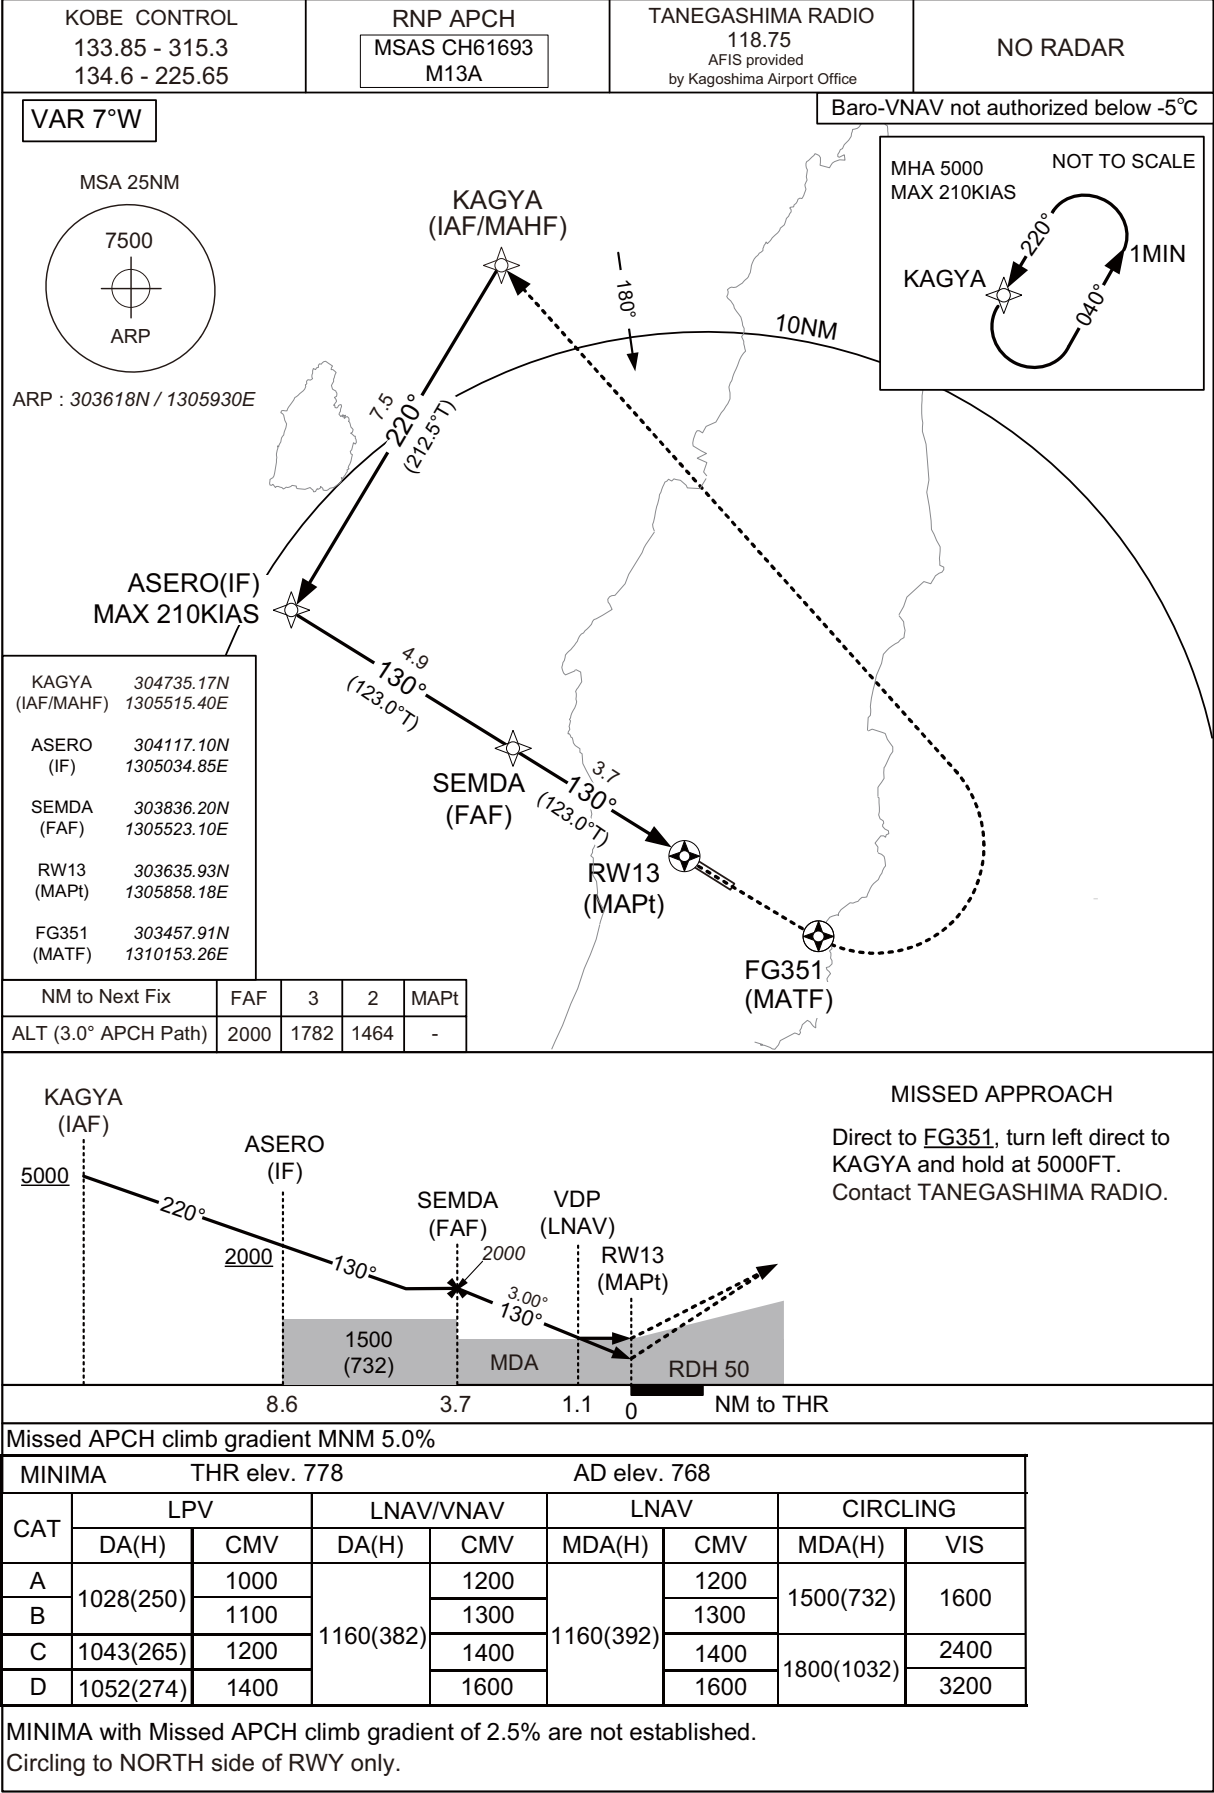 KOBE CONTROL
133.85 - 315.3
134.6 - 225.65
RNP APCH
MSAS CH61693
M13A
TANEGASHIMA RADIO
118.75
AFIS provided
by Kagoshima Airport Office
NO RADAR
VAR 7°W
Baro-VNAV not authorized below -5°C
MSA 25NM
7500
ARP
ARP : 303618N / 1305930E
KAGYA
(IAF/MAHF)
180°
10NM
MHA 5000
MAX 210KIAS
NOT TO SCALE
220°
1MIN
KAGYA
040°
7.5
220°
(212.5°T)
ASERO(IF)
MAX 210KIAS
4.9
130°
(123.0°T)
SEMDA
(FAF)
3.7
130°
(123.0°T)
RW13
(MAPt)
FG351
(MATF)
KAGYA 304735.17N
(IAF/MAHF) 1305515.40E
ASERO 304117.10N
(IF) 1305034.85E
SEMDA 303836.20N
(FAF) 1305523.10E
RW13 303635.93N
(MAPt) 1305858.18E
FG351 303457.91N
(MATF) 1310153.26E
NM to Next Fix FAF 3 2 MAPt
ALT (3.0° APCH Path) 2000 1782 1464 -
KAGYA
(IAF)
5000
220°
ASERO
(IF)
2000
130°
SEMDA
(FAF)
2000
3.00°
130°
VDP
(LNAV)
RW13
(MAPt)
1500
(732)
MDA
RDH 50
8.6 3.7 1.1 0 NM to THR
MISSED APPROACH
Direct to FG351, turn left direct to
KAGYA and hold at 5000FT.
Contact TANEGASHIMA RADIO.
Missed APCH climb gradient MNM 5.0%
MINIMA THR elev. 778 AD elev. 768
CAT LPV LNAV/VNAV LNAV CIRCLING
DA(H) CMV DA(H) CMV MDA(H) CMV MDA(H) VIS
A 1028(250) 1000 1160(382) 1200 1160(392) 1200 1500(732) 1600
B 1100 1300 1300
C 1043(265) 1200 1400 1400 1800(1032) 2400
D 1052(274) 1400 1600 1600 3200
MINIMA with Missed APCH climb gradient of 2.5% are not established.
Circling to NORTH side of RWY only.